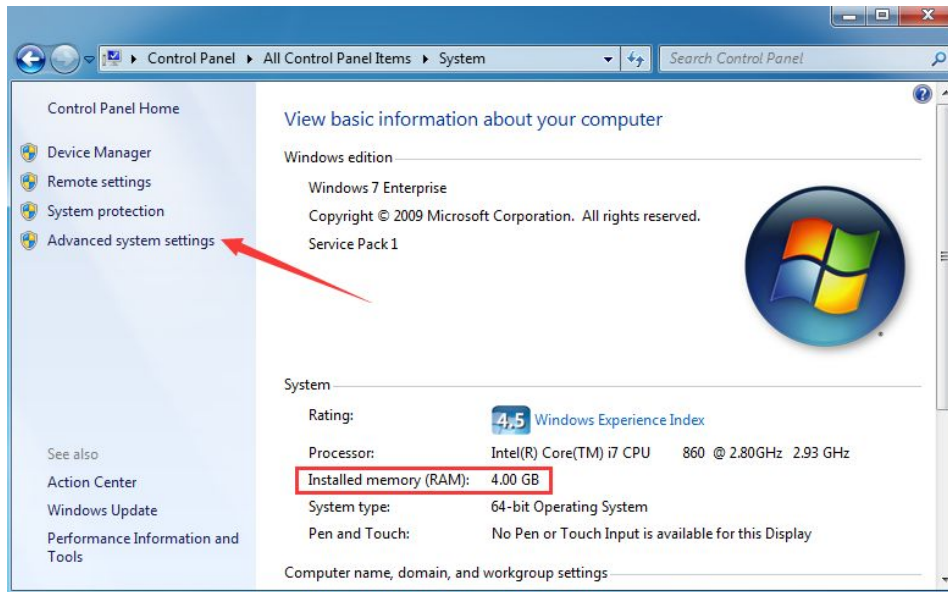 Control Panel ▸ All Control Panel Items ▸ System
Search Control Panel
Control Panel Home
Device Manager
Remote settings
System protection
Advanced system settings
See also
Action Center
Windows Update
Performance Information and
Tools
View basic information about your computer
Windows edition
Windows 7 Enterprise
Copyright © 2009 Microsoft Corporation. All rights reserved.
Service Pack 1
System
Rating: 4.5 Windows Experience Index
Processor: Intel(R) Core(TM) i7 CPU 860 @ 2.80GHz 2.93 GHz
Installed memory (RAM): 4.00 GB
System type: 64-bit Operating System
Pen and Touch: No Pen or Touch Input is available for this Display
Computer name, domain, and workgroup settings